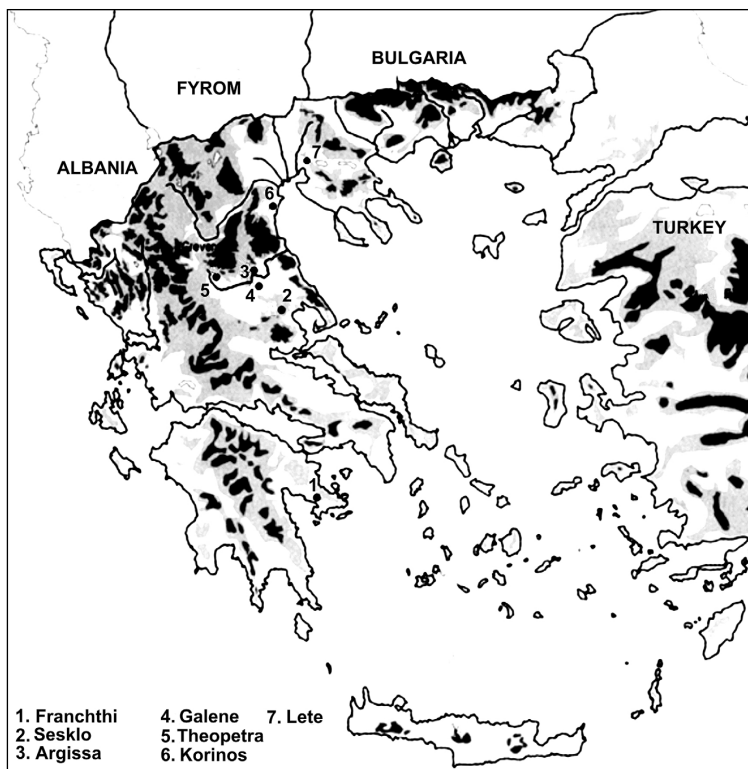 BULGARIA
FYROM
ALBANIA
7
6
TURKEY
3
5
4
2
1
1. Franchthi 4. Galene 7. Lete
2. Sesklo 5. Theopetra
3. Argissa 6. Korinos